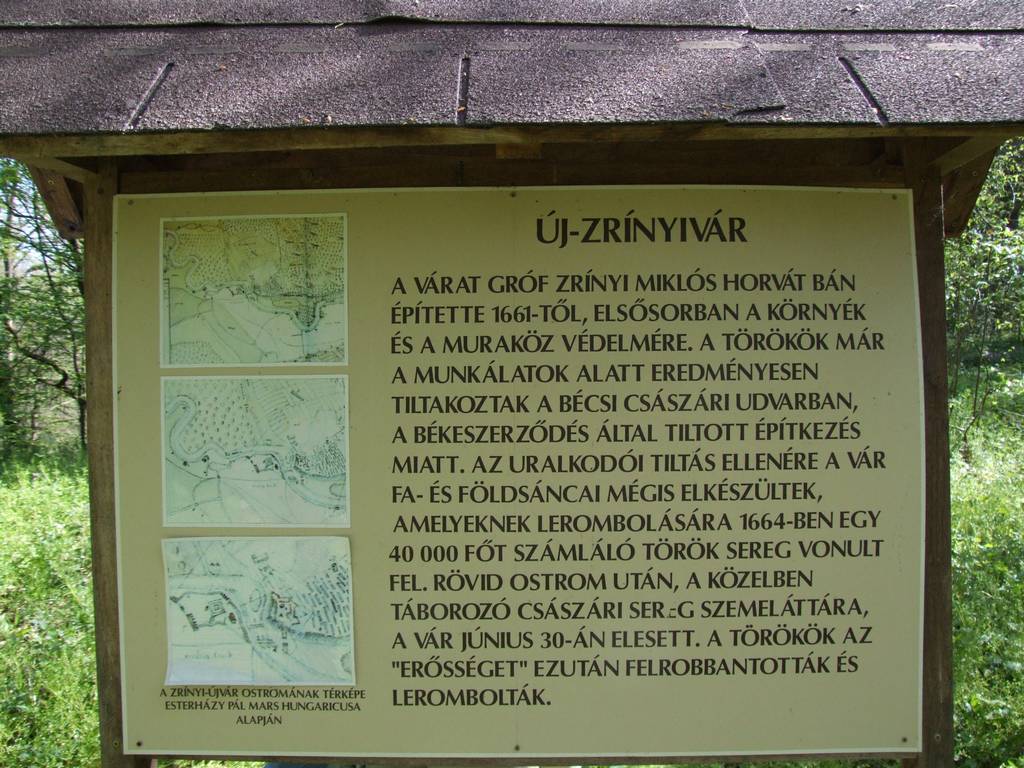 ÚJ-ZRÍNYIVÁR
A VÁRAT GRÓF ZRÍNYI MIKLÓS HORVÁT BÁN
ÉPÍTETTE 1661-TŐL, ELSŐSORBAN A KÖRNYÉK
ÉS A MURAKÖZ VÉDELMÉRE. A TÖRÖKÖK MÁR
A MUNKÁLATOK ALATT EREDMÉNYESEN
TILTAKOZTAK A BÉCSI CSÁSZÁRI UDVARBAN,
A BÉKESZERZŐDÉS ÁLTAL TILTOTT ÉPÍTKEZÉS
MIATT. AZ URALKODÓI TILTÁS ELLENÉRE A VÁR
FA- ÉS FÖLDSÁNCAI MÉGIS ELKÉSZÜLTEK,
AMELYEKNEK LEROMBOLÁSÁRA 1664-BEN EGY
40 000 FŐT SZÁMLÁLÓ TÖRÖK SEREG VONULT
FEL. RÖVID OSTROM UTÁN, A KÖZELBEN
TÁBOROZÓ CSÁSZÁRI SEREG SZEMELÁTTÁRA,
A VÁR JÚNIUS 30-ÁN ELESETT. A TÖRÖKÖK AZ
"ERŐSSÉGET" EZUTÁN FELROBBANTOTTÁK ÉS
LEROMBOLTÁK.
A ZRÍNYI-ÚJVÁR OSTROMÁNAK TÉRKÉPE
ESTERHÁZY PÁL MARS HUNGARICUSA
ALAPJÁN